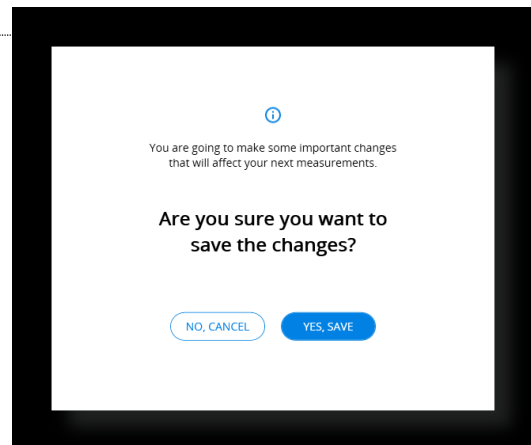 You are going to make some important changes
that will affect your next measurements.
Are you sure you want to
save the changes?
NO, CANCEL
YES, SAVE